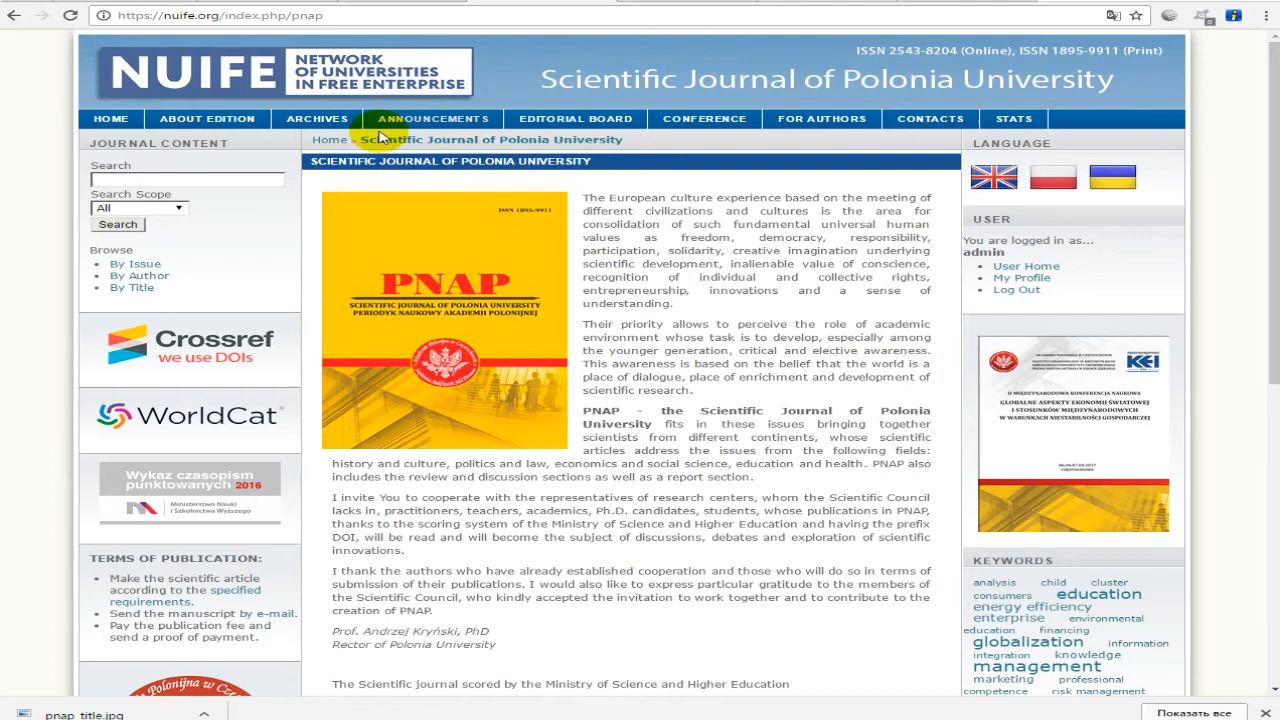 https://nuife.org/index.php/pnap
NUIFE
NETWORK
OF UNIVERSITIES
IN FREE ENTERPRISE
ISSN 2543-8204 (Online), ISSN 1895-9911 (Print)
Scientific Journal of Polonia University
HOME
ABOUT EDITION
ARCHIVES
ANNOUNCEMENTS
EDITORIAL BOARD
CONFERENCE
FOR AUTHORS
CONTACTS
STATS
JOURNAL CONTENT
Search
Search Scope
All
Search
Browse
By Issue
By Author
By Title
Crossref
we use DOIs
WorldCat
Wykaz czasopism
punktowanych 2016
Ministerstwo Nauki
i Szkolnictwa Wyższego
TERMS OF PUBLICATION:
Make the scientific article
according to the specified
requirements.
Send the manuscript by e-mail.
Pay the publication fee and
send a proof of payment.
Home > Scientific Journal of Polonia University
SCIENTIFIC JOURNAL OF POLONIA UNIVERSITY
ISSN 1895-9911
PNAP
SCIENTIFIC JOURNAL OF POLONIA UNIVERSITY
PERIODYK NAUKOWY AKADEMII POLONIJNEJ
The European culture experience based on the meeting of
different civilizations and cultures is the area for
consolidation of such fundamental universal human
values as freedom, democracy, responsibility,
participation, solidarity, creative imagination underlying
scientific development, inalienable value of conscience,
recognition of individual and collective rights,
entrepreneurship, innovations and a sense of
understanding.
Their priority allows to perceive the role of academic
environment whose task is to develop, especially among
the younger generation, critical and elective awareness.
This awareness is based on the belief that the world is a
place of dialogue, place of enrichment and development of
scientific research.
PNAP - the Scientific Journal of Polonia
University fits in these issues bringing together
scientists from different continents, whose scientific
articles address the issues from the following fields:
history and culture, politics and law, economics and social science, education and health. PNAP also
includes the review and discussion sections as well as a report section.
I invite You to cooperate with the representatives of research centers, whom the Scientific Council
lacks in, practitioners, teachers, academics, Ph.D. candidates, students, whose publications in PNAP,
thanks to the scoring system of the Ministry of Science and Higher Education and having the prefix
DOI, will be read and will become the subject of discussions, debates and exploration of scientific
innovations.
I thank the authors who have already established cooperation and those who will do so in terms of
submission of their publications. I would also like to express particular gratitude to the members of
the Scientific Council, who kindly accepted the invitation to work together and to contribute to the
creation of PNAP.
Prof. Andrzej Kryński, PhD
Rector of Polonia University
The Scientific journal scored by the Ministry of Science and Higher Education
LANGUAGE
USER
You are logged in as...
admin
User Home
My Profile
Log Out
II MIĘDZYNARODOWA KONFERENCJA NAUKOWA
GLOBALNE ASPEKTY EKONOMII ŚWIATOWEJ
I STOSUNKÓW MIĘDZYNARODOWYCH
W WARUNKACH NIESTABILNOŚCI GOSPODARCZEJ
KEYWORDS
analysis child cluster
consumers education
energy efficiency
enterprise environmental
education financing
globalization information
integration knowledge
management
marketing professional
competence risk management
pnap_title.jpg
Показать все